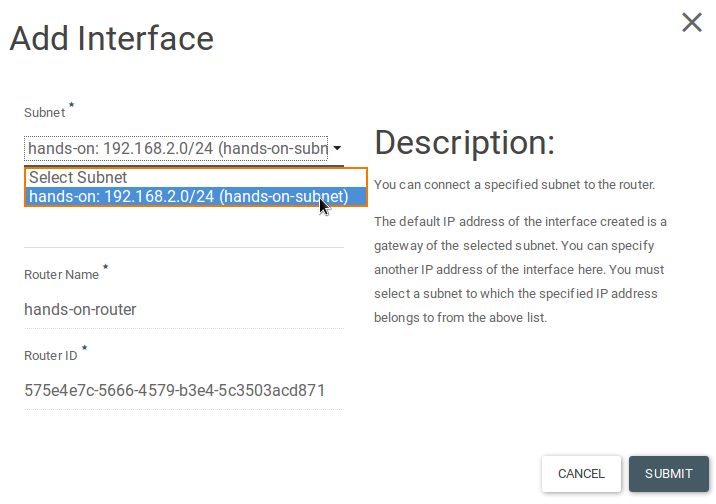 Add Interface
Subnet *
hands-on: 192.168.2.0/24 (hands-on-subn
Select Subnet
hands-on: 192.168.2.0/24 (hands-on-subnet)
Router Name *
hands-on-router
Router ID *
575e4e7c-5666-4579-b3e4-5c3503acd871
Description:
You can connect a specified subnet to the router.
The default IP address of the interface created is a
gateway of the selected subnet. You can specify
another IP address of the interface here. You must
select a subnet to which the specified IP address
belongs to from the above list.
CANCEL
SUBMIT